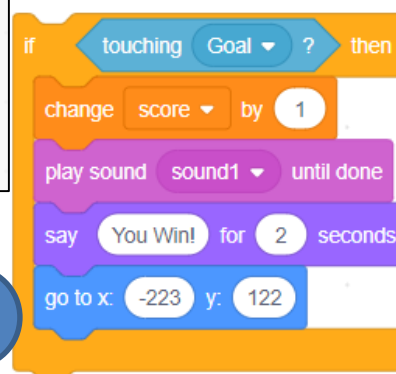 if touching Goal ? then
change score by 1
play sound sound1 until done
say You Win! for 2 seconds
go to x: -223 y: 122